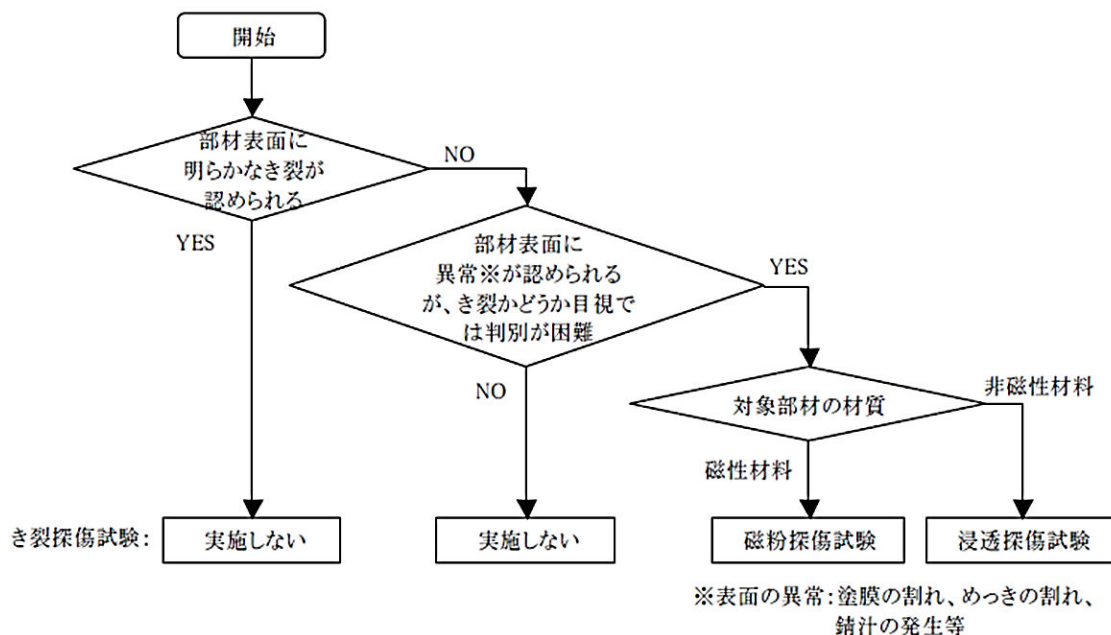 開始
部材表面に
明らかなき裂が
認められる
NO
YES
部材表面に
異常※が認められる
が、き裂かどうか目視で
は判別が困難
YES
NO
対象部材の材質
非磁性材料
磁性材料
き裂探傷試験：
実施しない
実施しない
磁粉探傷試験
浸透探傷試験
※表面の異常：塗膜の割れ、めっきの割れ、
錆汁の発生等